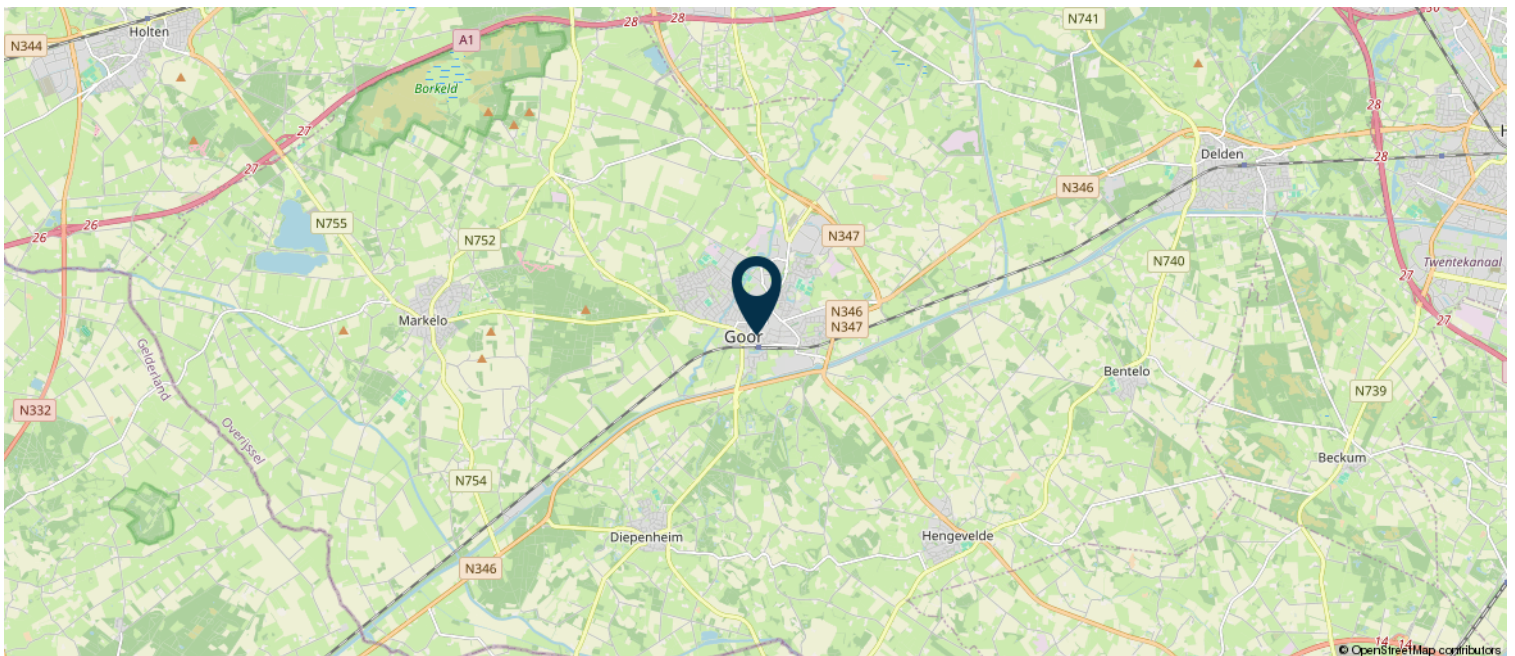 N741
28
28
N344
Holten
A1
Borkeld
28
27
27
Delden
28
N346
N755
26
26
N752
N347
N740
Twentekanaal
27
N346
N347
Markelo
Goor
27
Gelderland
Bentelo
N332
N739
Overijssel
Beckum
N754
Diepenheim
Hengevelde
N346
14
14
© OpenStreetMap contributors